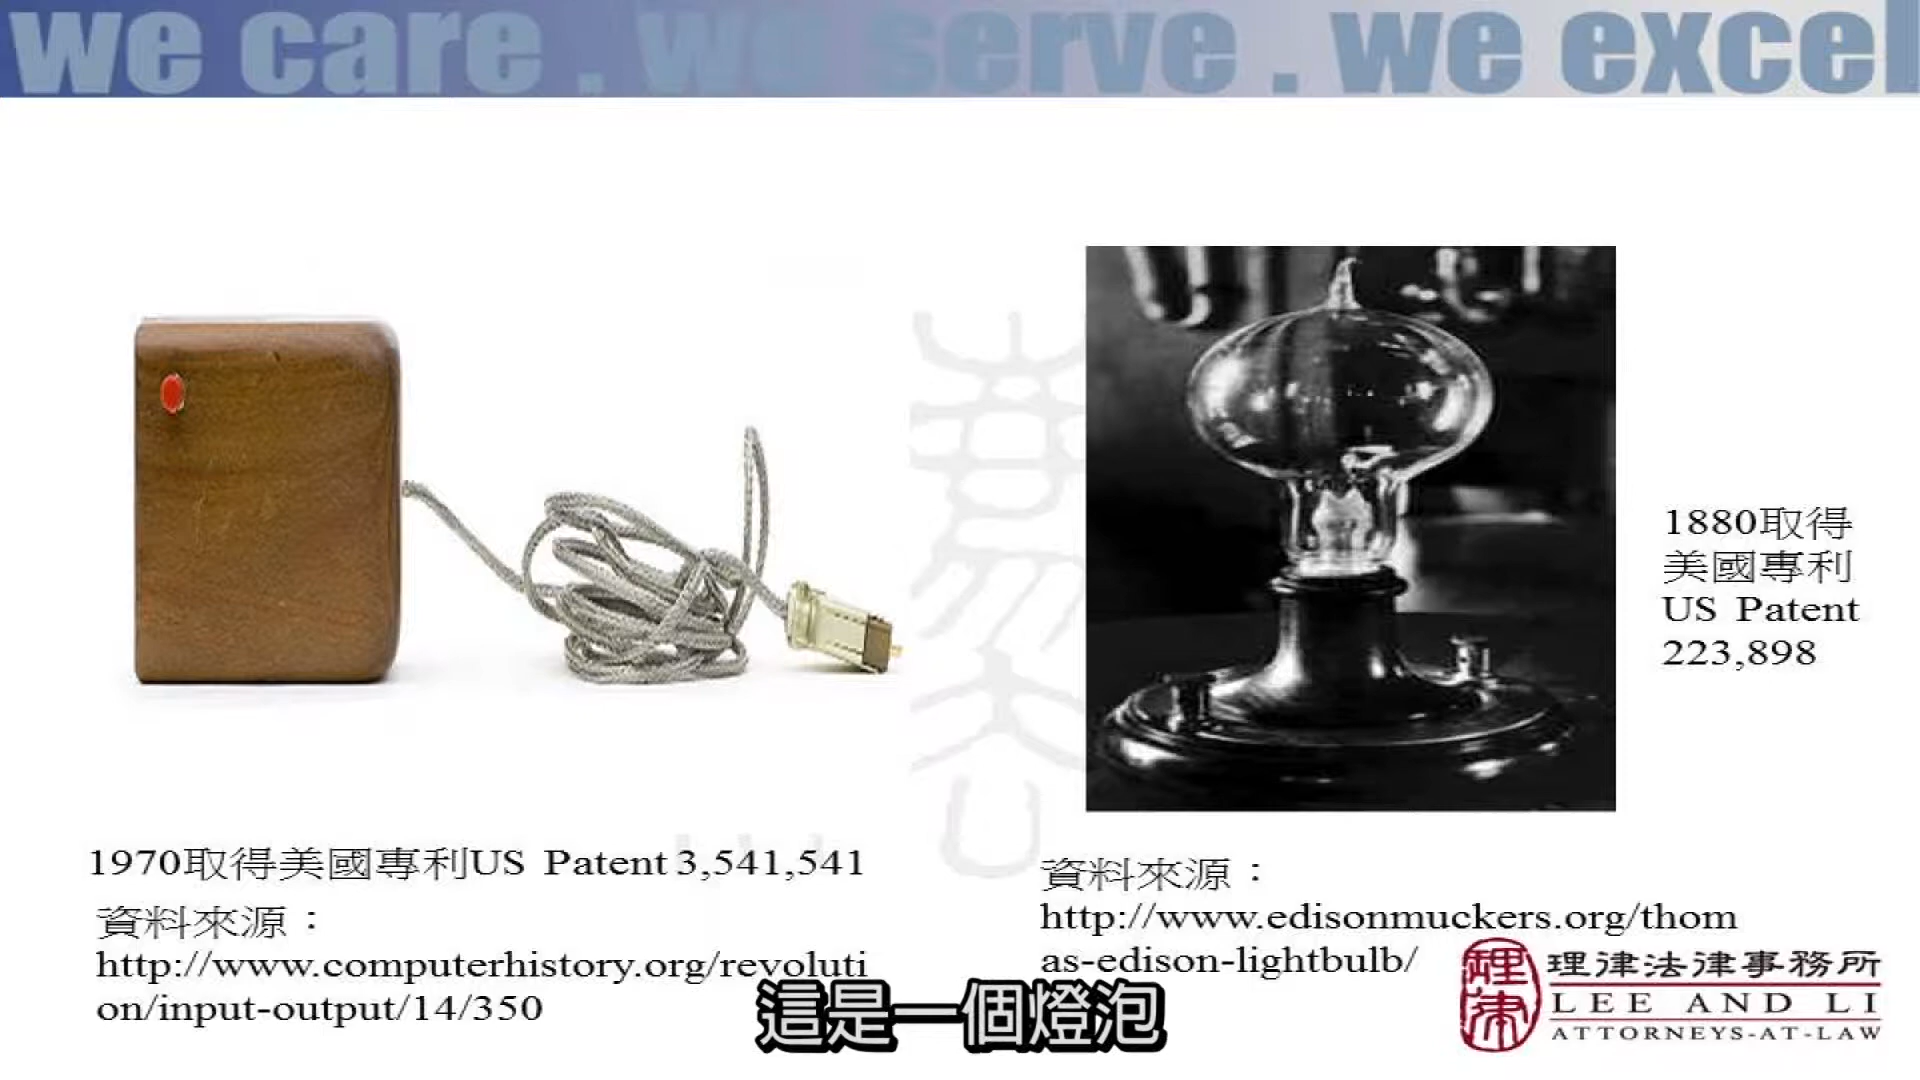 we care . we serve . we excel
1880取得
美國專利
US Patent
223,898
1970取得美國專利US Patent 3,541,541
資料來源：
http://www.computerhistory.org/revoluti
on/input-output/14/350
資料來源：
http://www.edisonmuckers.org/thom
as-edison-lightbulb/
理律
理律法律事務所
LEE AND LI
ATTORNEYS-AT-LAW
這是一個燈泡